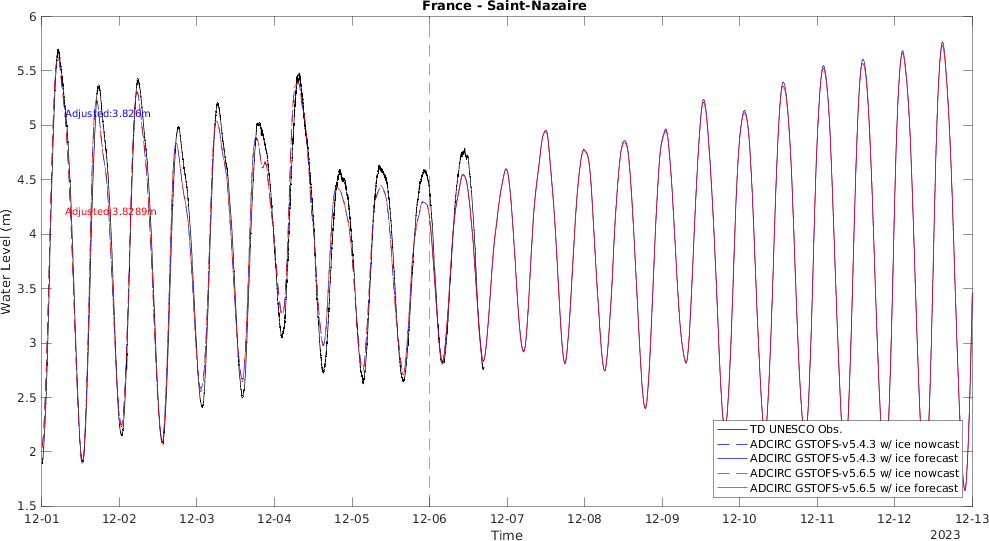 France - Saint-Nazaire
Water Level (m)
6
5.5
5
4.5
4
3.5
3
2.5
2
1.5
Adjusted:3.826m
Adjusted:3.8289m
TD UNESCO Obs.
ADCIRC GSTOFS-v5.4.3 w/ ice nowcast
ADCIRC GSTOFS-v5.4.3 w/ ice forecast
ADCIRC GSTOFS-v5.6.5 w/ ice nowcast
ADCIRC GSTOFS-v5.6.5 w/ ice forecast
12-01 12-02 12-03 12-04 12-05 12-06 12-07 12-08 12-09 12-10 12-11 12-12 12-13
Time
2023